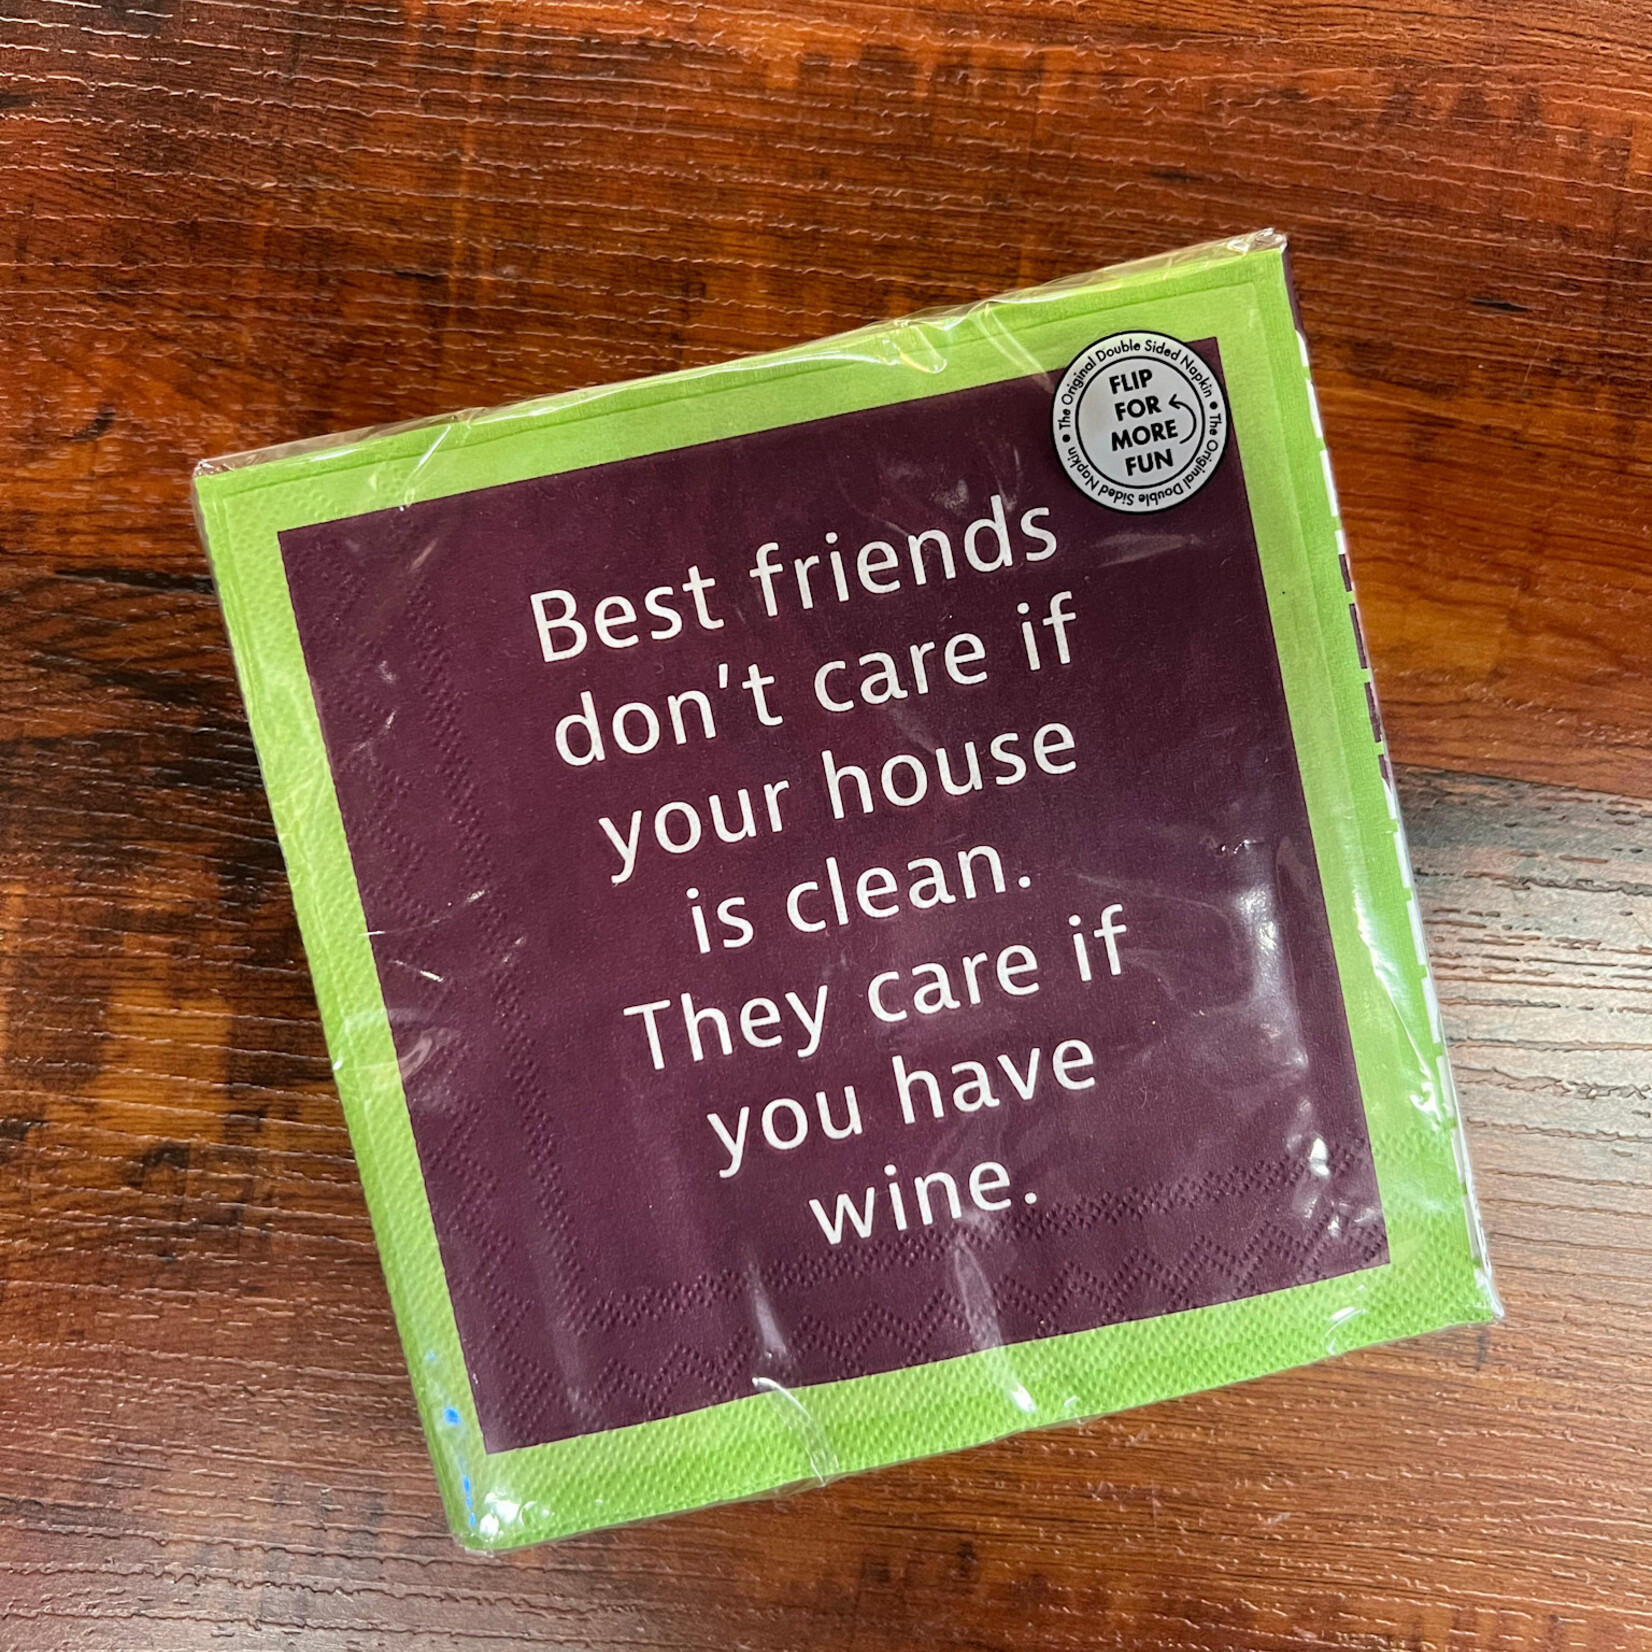 The Original Double Sided Napkin • The Original Double Sided Napkin •
FLIP
FOR
MORE
FUN
Best friends
don't care if
your house
is clean.
They care if
you have
wine.